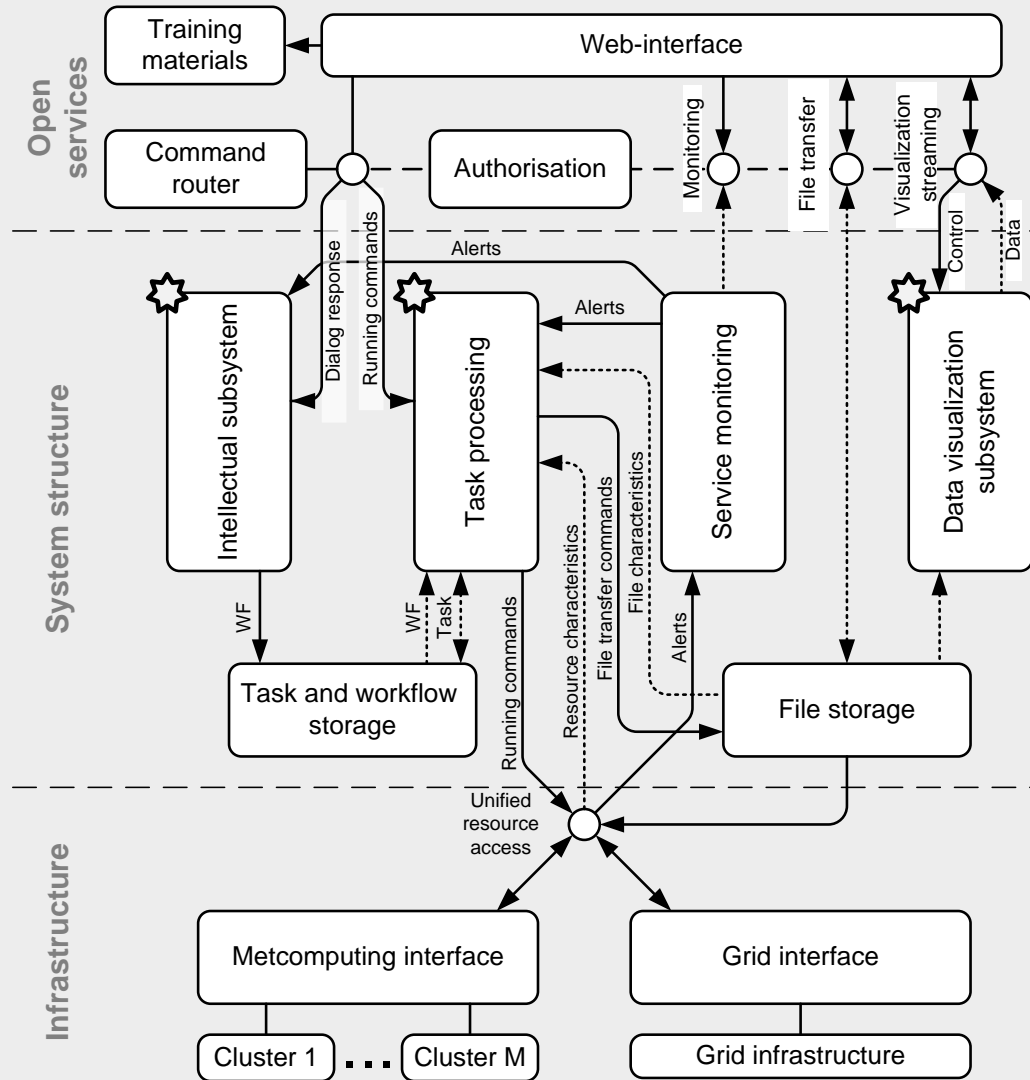 Training
materials
Web-interface
Open
services
Command
router
Authorisation
Monitoring
File transfer
Visualization
streaming
Control
Data
Alerts
Dialog response
Running commands
Alerts
System structure
Intellectual subsystem
Task processing
Service monitoring
Data visualization
subsystem
File characteristics
File transfer commands
Resource characteristics
Alerts
WF
WF
Task
Running commands
Task and workflow
storage
File storage
Infrastructure
Unified
resource
access
Metcomputing interface
Grid interface
Cluster 1
...
Cluster M
Grid infrastructure